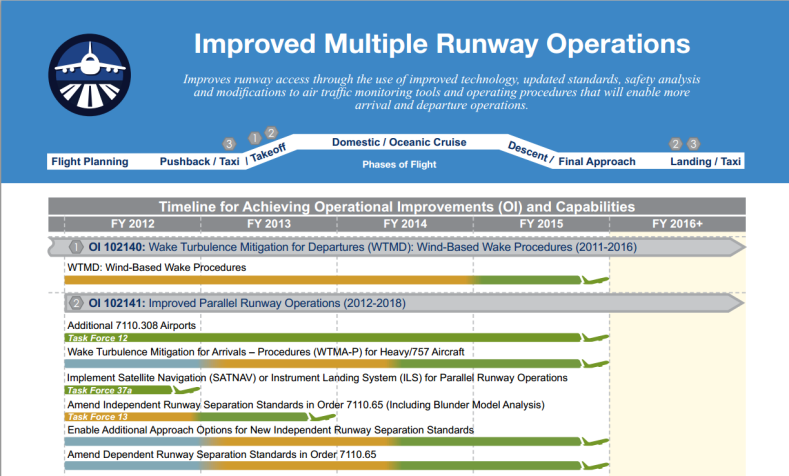 Improved Multiple Runway Operations
Improves runway access through the use of improved technology, updated standards, safety analysis
and modifications to air traffic monitoring tools and operating procedures that will enable more
arrival and departure operations.
3 1 2 2 3
Flight Planning Pushback / Taxi / Takeoff Domestic / Oceanic Cruise Descent / Final Approach Landing / Taxi
Phases of Flight
Timeline for Achieving Operational Improvements (OI) and Capabilities
FY 2012 FY 2013 FY 2014 FY 2015 FY 2016+
1 OI 102140: Wake Turbulence Mitigation for Departures (WTMD): Wind-Based Wake Procedures (2011-2016)
WTMD: Wind-Based Wake Procedures
2 OI 102141: Improved Parallel Runway Operations (2012-2018)
Additional 7110.308 Airports
Task Force 12
Wake Turbulence Mitigation for Arrivals – Procedures (WTMA-P) for Heavy/757 Aircraft
Implement Satellite Navigation (SATNAV) or Instrument Landing System (ILS) for Parallel Runway Operations
Task Force 37a
Amend Independent Runway Separation Standards in Order 7110.65 (Including Blunder Model Analysis)
Task Force 13
Enable Additional Approach Options for New Independent Runway Separation Standards
Amend Dependent Runway Separation Standards in Order 7110.65